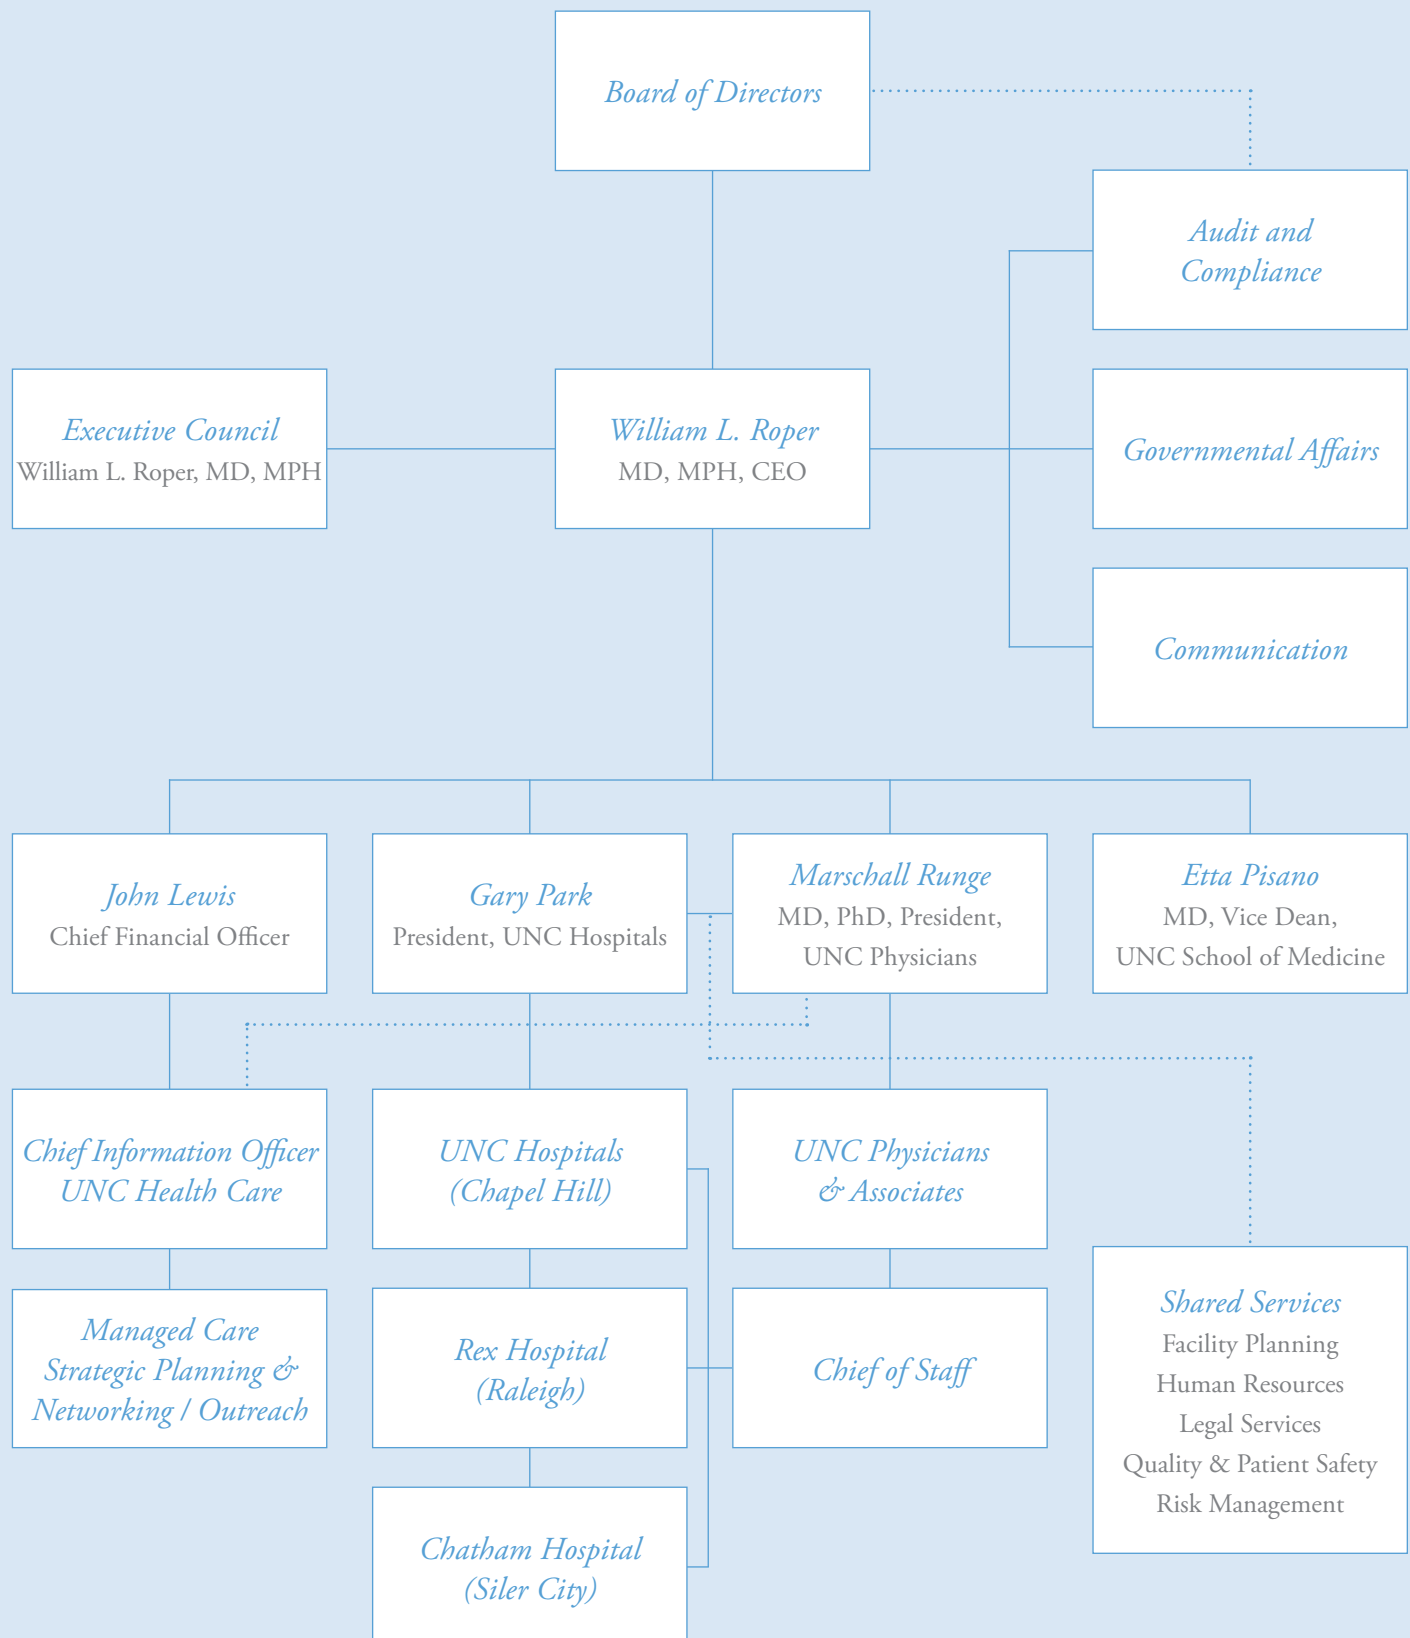 Board of Directors
Audit and
Compliance
Executive Council
William L. Roper, MD, MPH
William L. Roper
MD, MPH, CEO
Governmental Affairs
Communication
John Lewis
Chief Financial Officer
Gary Park
President, UNC Hospitals
Marschall Runge
MD, PhD, President,
UNC Physicians
Etta Pisano
MD, Vice Dean,
UNC School of Medicine
Chief Information Officer
UNC Health Care
UNC Hospitals
(Chapel Hill)
UNC Physicians
& Associates
Managed Care
Strategic Planning &
Networking / Outreach
Rex Hospital
(Raleigh)
Chief of Staff
Shared Services
Facility Planning
Human Resources
Legal Services
Quality & Patient Safety
Risk Management
Chatham Hospital
(Siler City)